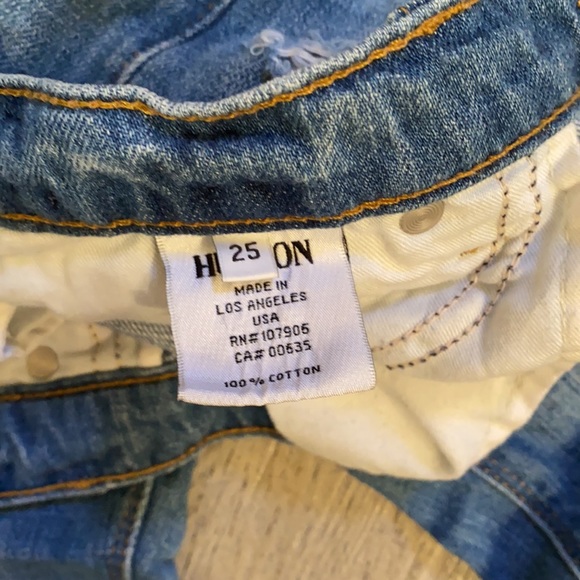 25
H ON
MADE IN
LOS ANGELES
USA
RN# 107906
CA# 00635
100% COTTON